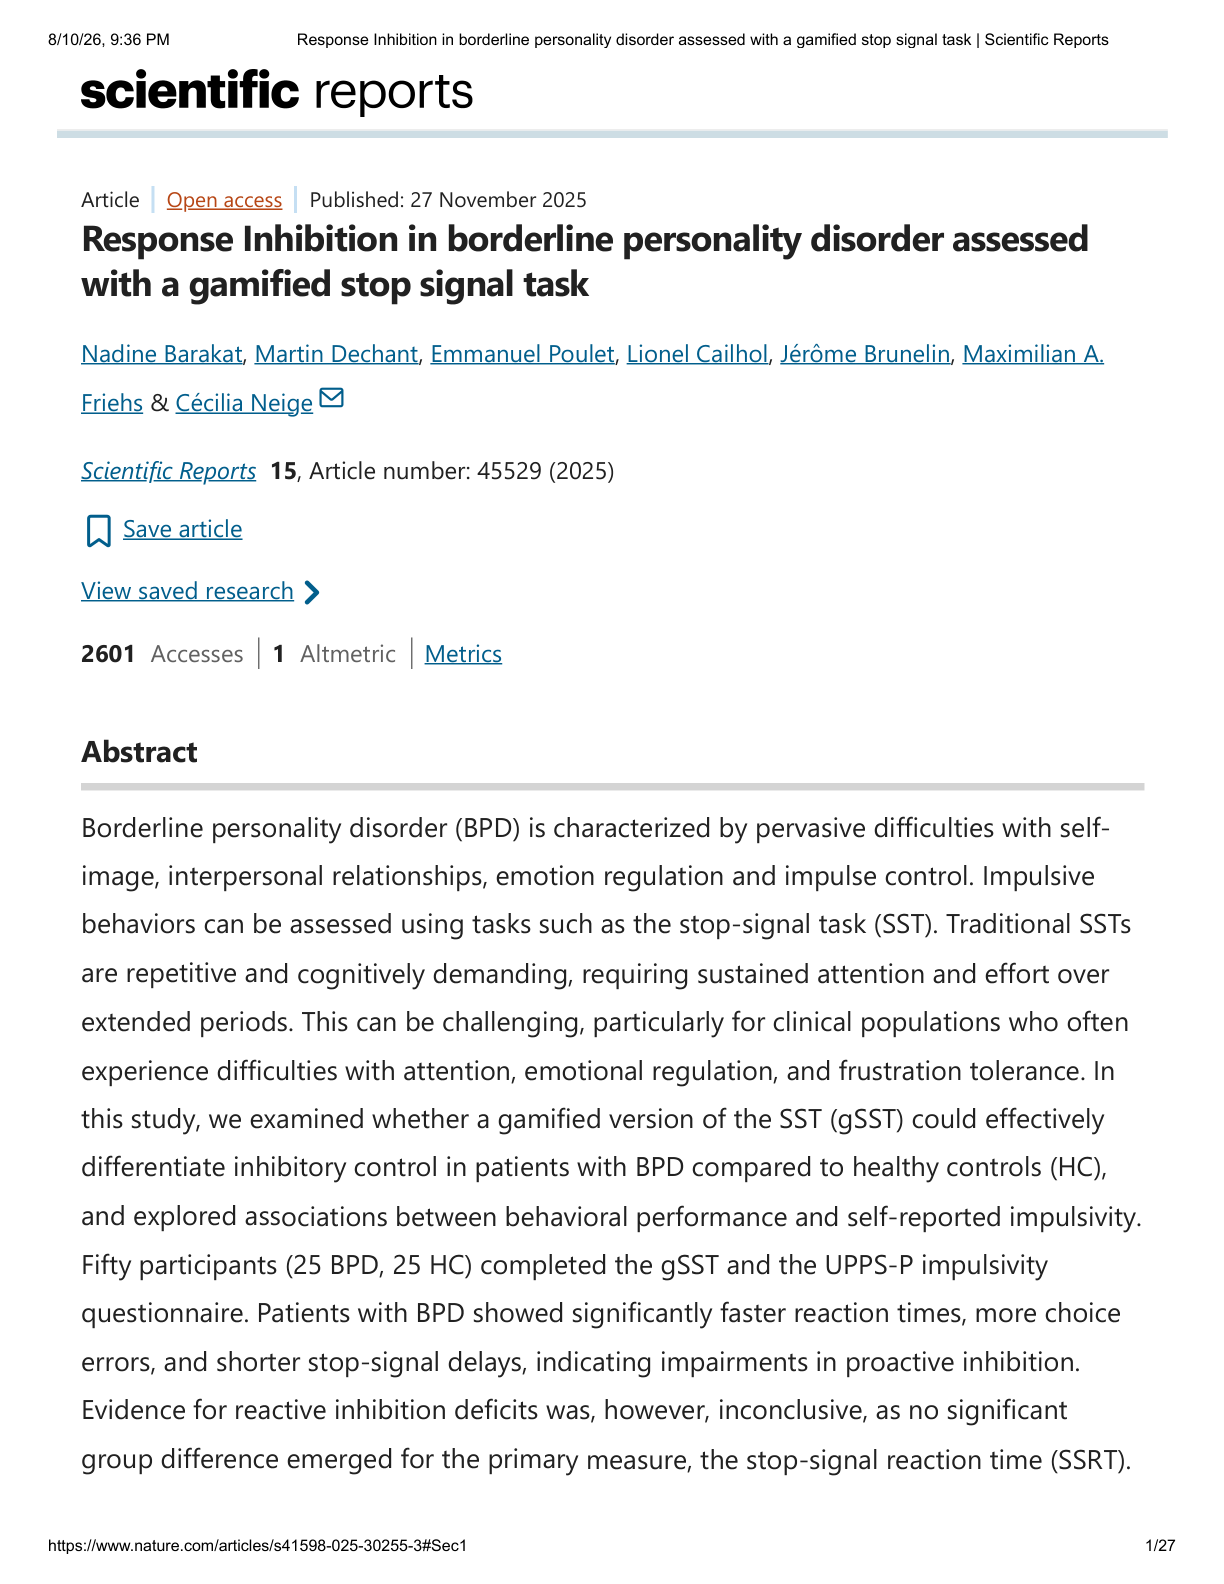 8/10/26, 9:36 PM Response Inhibition in borderline personality disorder assessed with a gamified stop signal task | Scientific Reports
scientific reports
Article | Open access | Published: 27 November 2025
Response Inhibition in borderline personality disorder assessed
with a gamified stop signal task
Nadine Barakat, Martin Dechant, Emmanuel Poulet, Lionel Cailhol, Jérôme Brunelin, Maximilian A.
Friehs & Cécilia Neige
Scientific Reports 15, Article number: 45529 (2025)
Save article
View saved research
2601 Accesses | 1 Altmetric | Metrics
Abstract
Borderline personality disorder (BPD) is characterized by pervasive difficulties with self-
image, interpersonal relationships, emotion regulation and impulse control. Impulsive
behaviors can be assessed using tasks such as the stop-signal task (SST). Traditional SSTs
are repetitive and cognitively demanding, requiring sustained attention and effort over
extended periods. This can be challenging, particularly for clinical populations who often
experience difficulties with attention, emotional regulation, and frustration tolerance. In
this study, we examined whether a gamified version of the SST (gSST) could effectively
differentiate inhibitory control in patients with BPD compared to healthy controls (HC),
and explored associations between behavioral performance and self-reported impulsivity.
Fifty participants (25 BPD, 25 HC) completed the gSST and the UPPS-P impulsivity
questionnaire. Patients with BPD showed significantly faster reaction times, more choice
errors, and shorter stop-signal delays, indicating impairments in proactive inhibition.
Evidence for reactive inhibition deficits was, however, inconclusive, as no significant
group difference emerged for the primary measure, the stop-signal reaction time (SSRT).
https://www.nature.com/articles/s41598-025-30255-3#Sec1 1/27